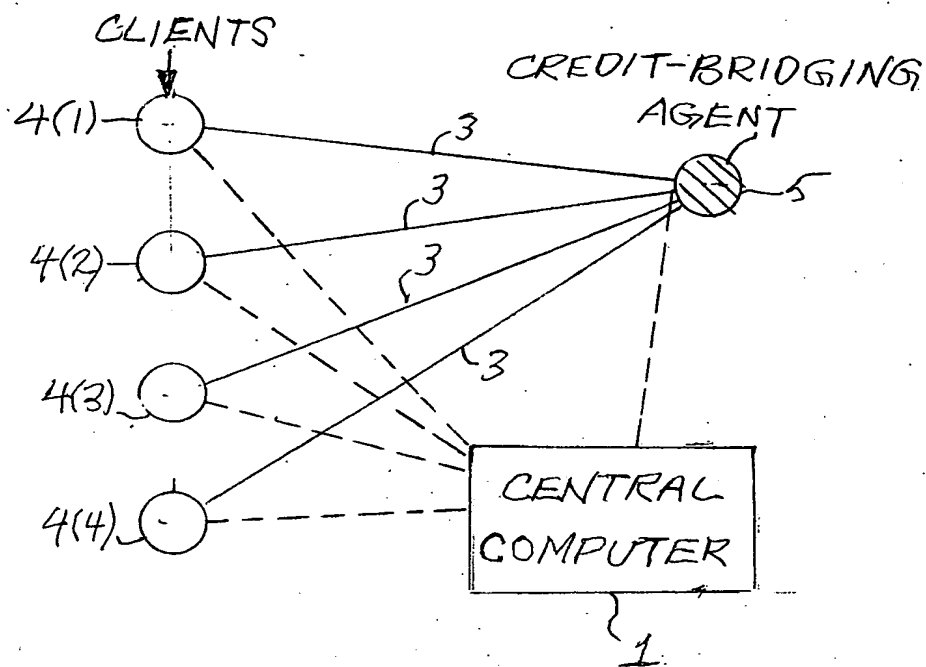 CLIENTS
CREDIT-BRIDGING
AGENT
4(1)
3
5
3
4(2)
3
3
4(3)
4(4)
CENTRAL
COMPUTER
1